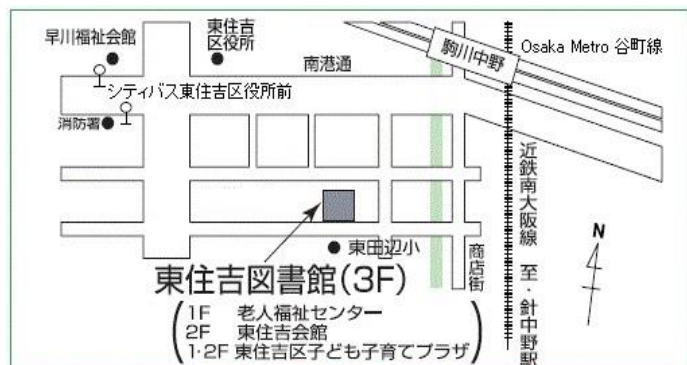 早川福祉会館
東住吉
区役所
南港通
駒川中野
Osaka Metro 谷町線
シティバス東住吉区役所前
消防署
近鉄南大阪線 至・針中野駅
N
東田辺小
商店街
東住吉図書館(3F)
1F 老人福祉センター
2F 東住吉会館
1・2F 東住吉区子ども子育てプラザ